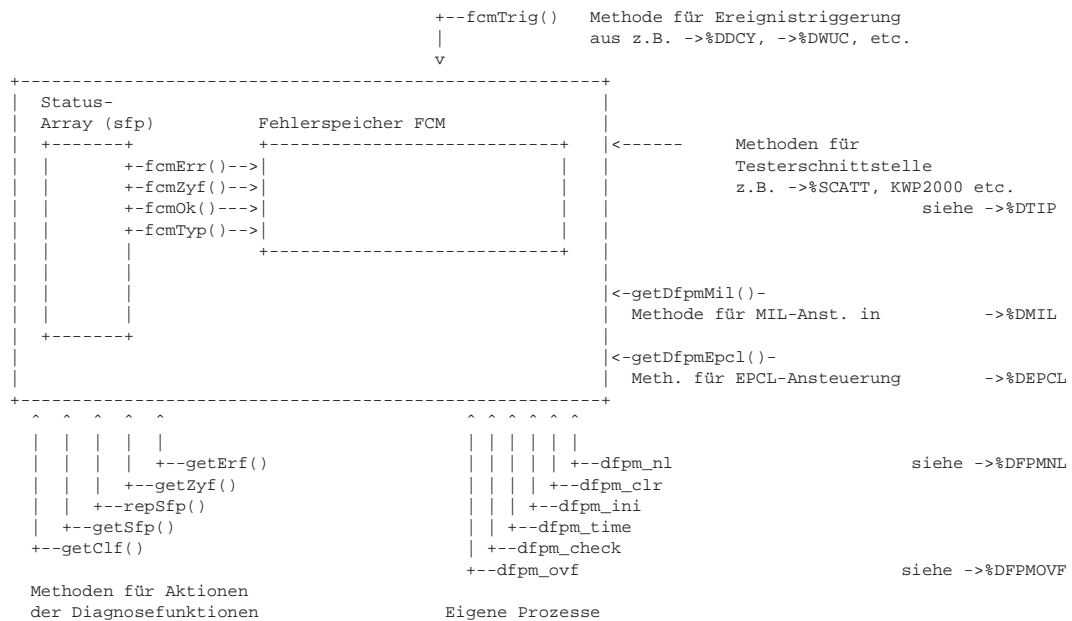 +--fcmTrig() Methode für Ereignistriggerung
aus z.B. ->%DDCY, ->%DWUC, etc.
v
Status-
Array (sfp) Fehlerspeicher FCM
<------ Methoden für
+-fcmErr()--> Testerschnittstelle
+-fcmZyf()--> z.B. ->%SCATT, KWP2000 etc.
+-fcmOk()---> siehe ->%DTIP
+-fcmTyp()-->
<-getDfpmMil()-
Methode für MIL-Anst. in ->%DMIL
<-getDfpmEpcl()-
Meth. für EPCL-Ansteuerung ->%DEPCL
^ ^ ^ ^ ^ ^ ^ ^ ^ ^ ^
+--getErf() +--dfpm_nl siehe ->%DFPMNL
+--getZyf() +--dfpm_clr
+--repSfp() +--dfpm_ini
+--getSfp() +--dfpm_time
+--getClf() +--dfpm_check
+--dfpm_ovf siehe ->%DFPMOVF
Methoden für Aktionen
der Diagnosefunktionen Eigene Prozesse